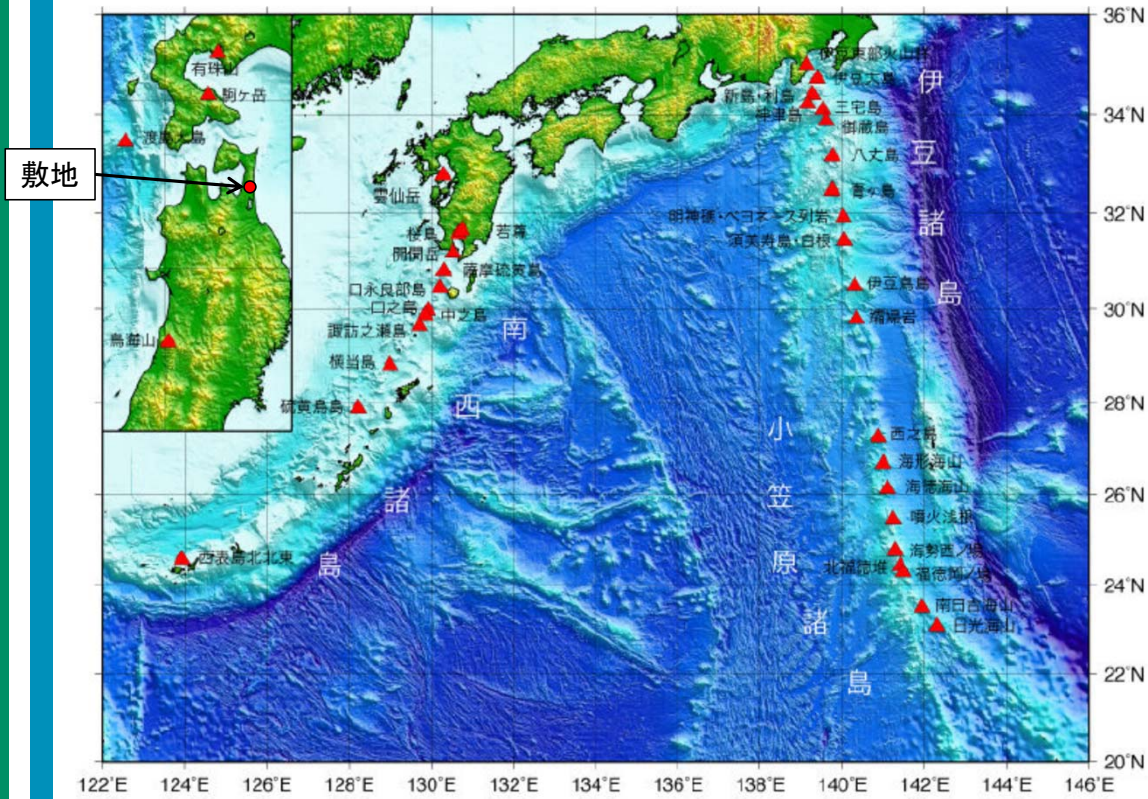 敷地
有珠山
駒ヶ岳
渡島大島
鳥海山
伊豆東部火山群
伊豆大島
新島・利島
神津島
三宅島
御蔵島
八丈島
青ヶ島
明神礁・ベヨネース列岩
須美寿島・白根
伊豆鳥島
孀婦岩
西之島
海形海山
海徳海山
噴火浅根
海勢西ノ場
北福徳堆
福徳岡ノ場
南日吉海山
日光海山
雲仙岳
桜島
若尊
開聞岳
薩摩硫黄島
口永良部島
口之島
中之島
諏訪之瀬島
横当島
硫黄鳥島
西表島北北東
伊豆諸島
南西諸島
小笠原諸島
36°N
34°N
32°N
30°N
28°N
26°N
24°N
22°N
20°N
122°E 124°E 126°E 128°E 130°E 132°E 134°E 136°E 138°E 140°E 142°E 144°E 146°E